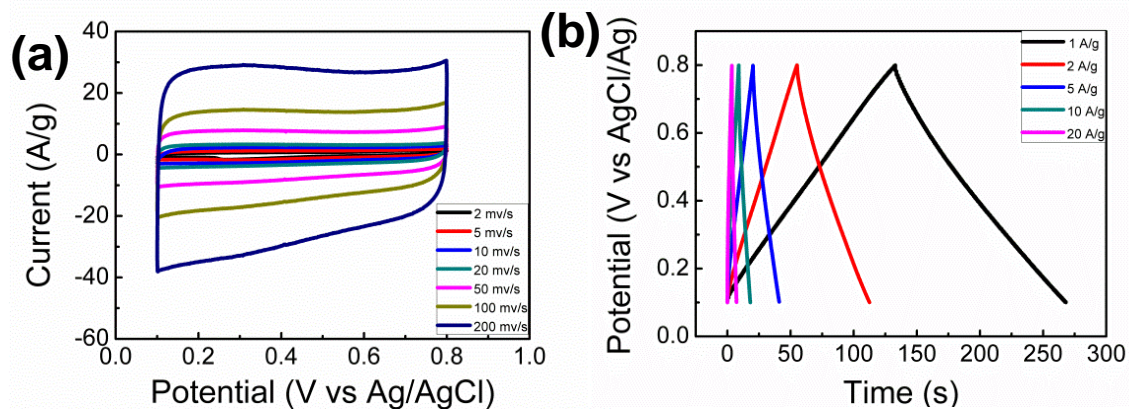 (a)
40
20
0
-20
-40
-60
Current (A/g)
0.0 0.2 0.4 0.6 0.8 1.0
Potential (V vs Ag/AgCl)
2 mv/s
5 mv/s
10 mv/s
20 mv/s
50 mv/s
100 mv/s
200 mv/s
(b)
Potential (V vs AgCl/Ag)
0.8
0.6
0.4
0.2
0.0
1 A/g
2 A/g
5 A/g
10 A/g
20 A/g
0 50 100 150 200 250 300
Time (s)